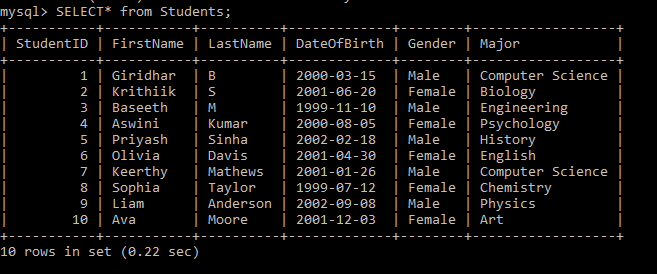 mysql> SELECT* from Students;
+-----------+-----------+----------+-------------+--------+------------------+
| StudentID | FirstName | LastName | DateOfBirth | Gender | Major            |
+-----------+-----------+----------+-------------+--------+------------------+
|         1 | Giridhar  | B        | 2000-03-15  | Male   | Computer Science |
|         2 | Krithiik  | S        | 2001-06-20  | Female | Biology          |
|         3 | Baseeth   | M        | 1999-11-10  | Male   | Engineering      |
|         4 | Aswini    | Kumar    | 2000-08-05  | Female | Psychology       |
|         5 | Priyash   | Sinha    | 2002-02-18  | Male   | History          |
|         6 | Olivia    | Davis    | 2001-04-30  | Female | English          |
|         7 | Keerthy   | Mathews  | 2001-01-26  | Male   | Computer Science |
|         8 | Sophia    | Taylor   | 1999-07-12  | Female | Chemistry        |
|         9 | Liam      | Anderson | 2002-09-08  | Male   | Physics          |
|        10 | Ava       | Moore    | 2001-12-03  | Female | Art              |
+-----------+-----------+----------+-------------+--------+------------------+
10 rows in set (0.22 sec)